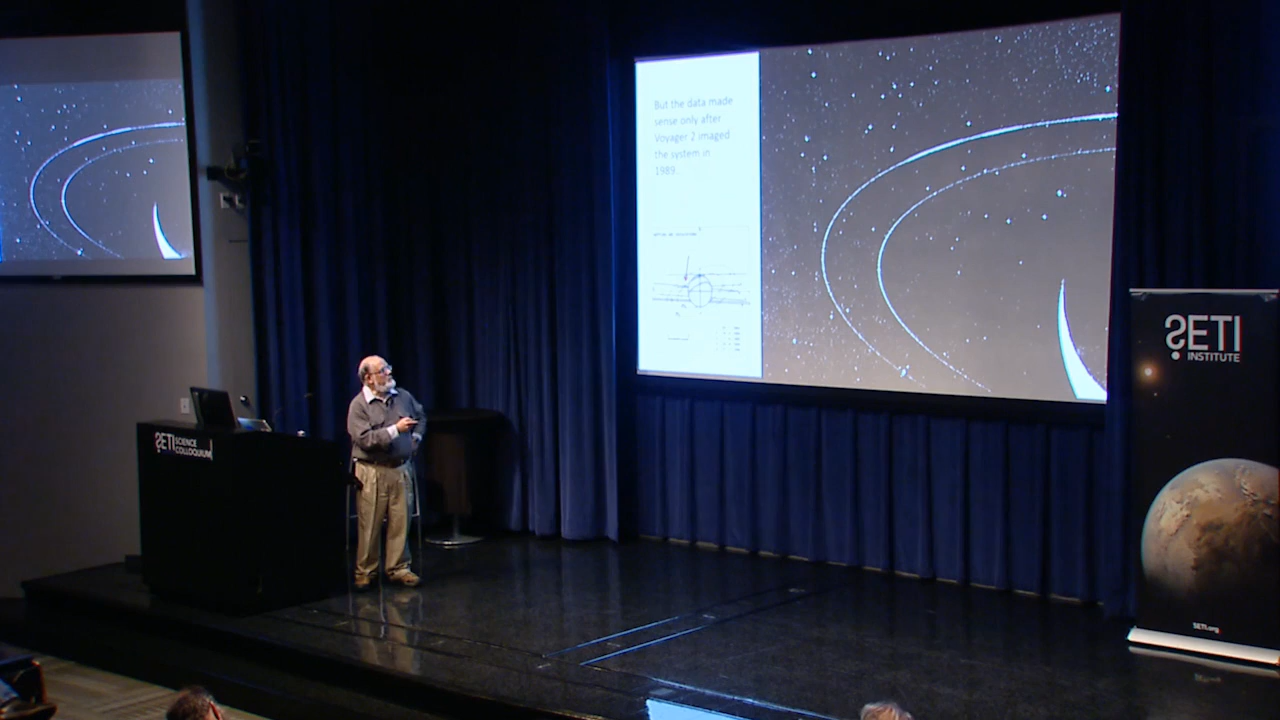 But the data made
sense only after
Voyager 2 imaged
the system in
1989...
SETI
INSTITUTE
SETI SCIENCE
COLLOQUIUM
SETI.org